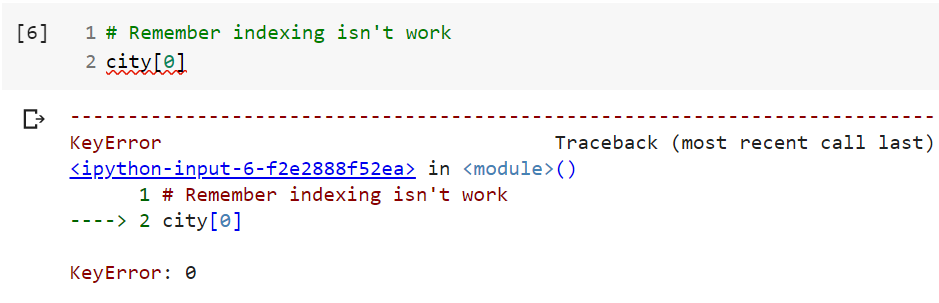 [6] 1 # Remember indexing isn't work
2 city[0]
---------------------------------------------------------------------------
KeyError Traceback (most recent call last)
<ipython-input-6-f2e2888f52ea> in <module>()
1 # Remember indexing isn't work
----> 2 city[0]
KeyError: 0